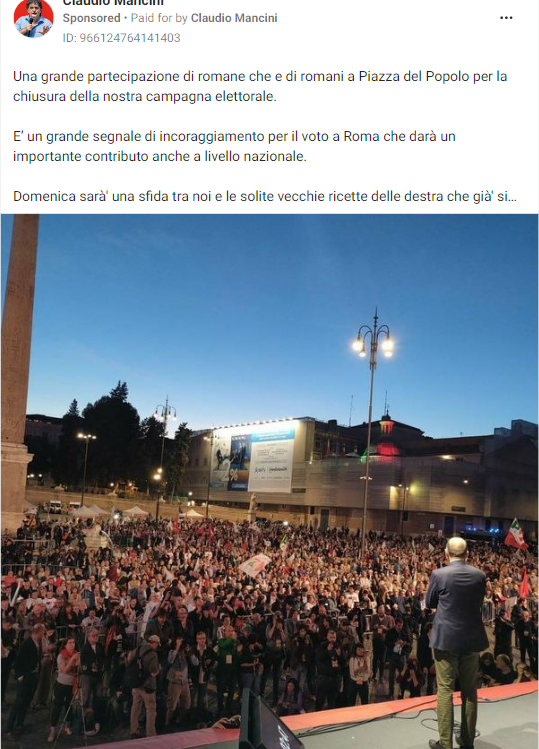 Claudio Mancini
Sponsored • Paid for by Claudio Mancini
ID: 966124764141403
Una grande partecipazione di romane che e di romani a Piazza del Popolo per la
chiusura della nostra campagna elettorale.
E' un grande segnale di incoraggiamento per il voto a Roma che darà un
importante contributo anche a livello nazionale.
Domenica sarà' una sfida tra noi e le solite vecchie ricette delle destra che già' si...